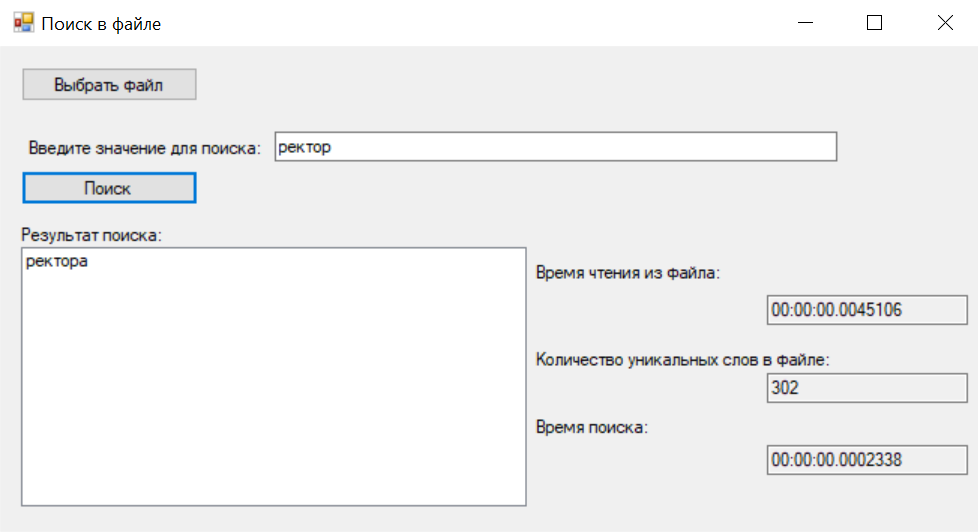 Поиск в файле
Выбрать файл
Введите значение для поиска: ректор
Поиск
Результат поиска:
ректора
Время чтения из файла:
00:00:00.0045106
Количество уникальных слов в файле:
302
Время поиска:
00:00:00.0002338